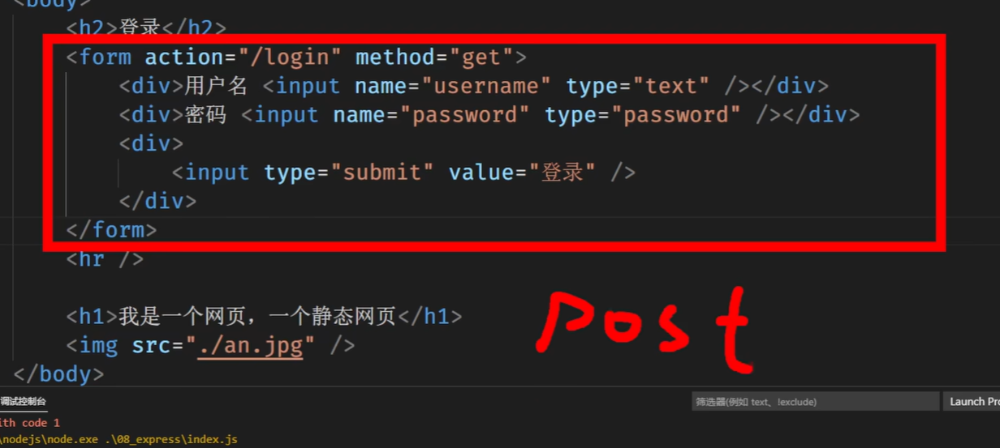 <body>
<h2>登录</h2>
<form action="/login" method="get">
<div>用户名 <input name="username" type="text" /></div>
<div>密码 <input name="password" type="password" /></div>
<div>
<input type="submit" value="登录" />
</div>
</form>
<hr />
<h1>我是一个网页，一个静态网页</h1>
<img src="./an.jpg" />
Post
</body>
调试控制台
筛选器(例如 text、!exclude)
Launch Pro
ith code 1
\nodejs\node.exe .\08_express\index.js